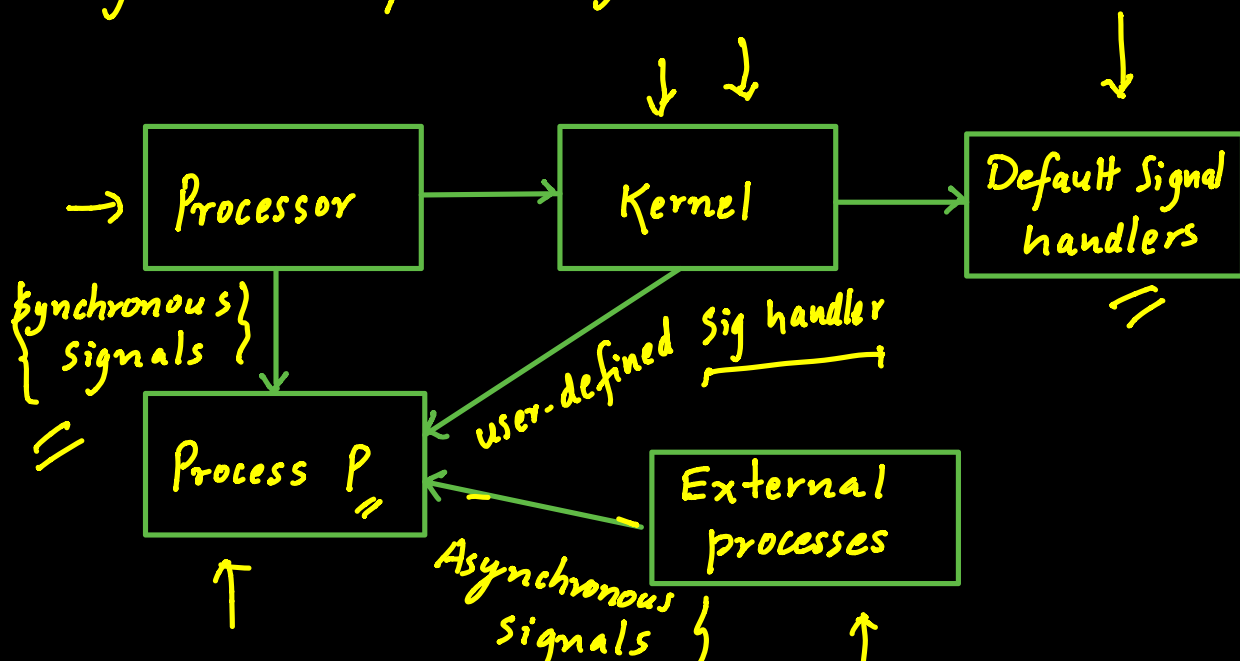 Processor
Kernel
Default Signal
handlers
{Synchronous}
{signals}
user-defined Sig handler
Process P
External
processes
Asynchronous
signals }